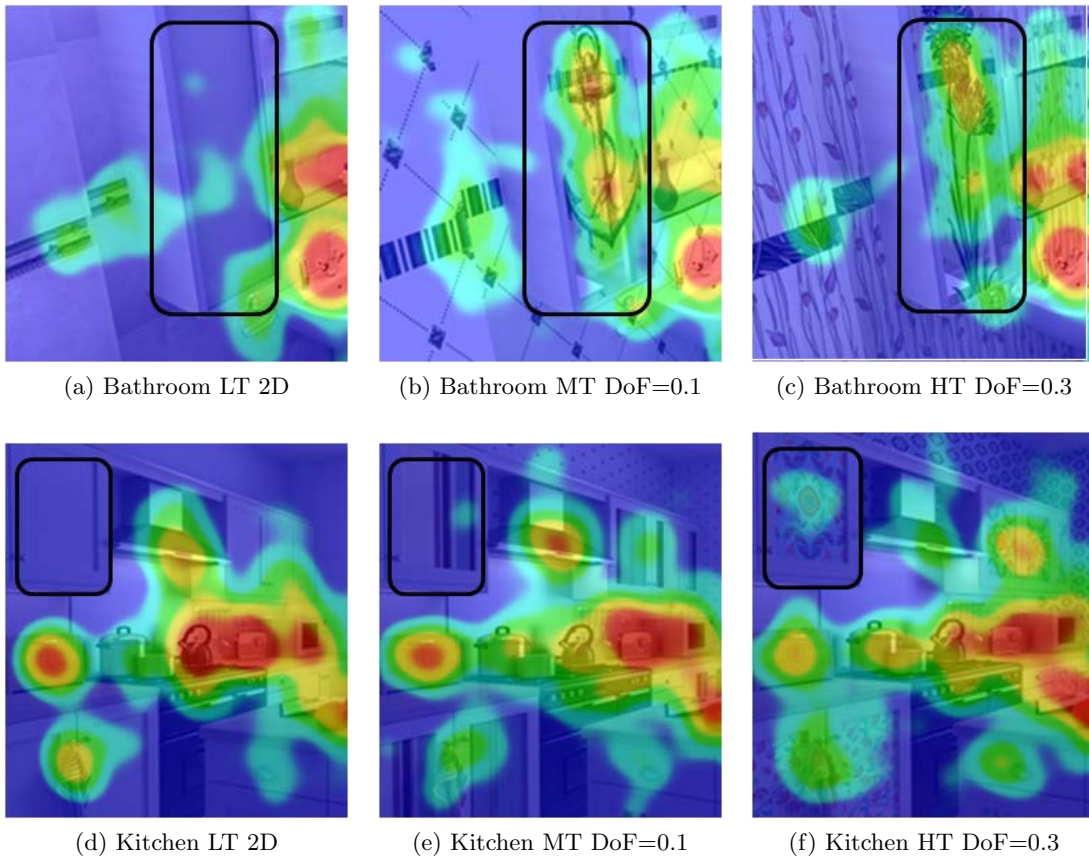 (a) Bathroom LT 2D
(b) Bathroom MT DoF=0.1
(c) Bathroom HT DoF=0.3
(d) Kitchen LT 2D
(e) Kitchen MT DoF=0.1
(f) Kitchen HT DoF=0.3